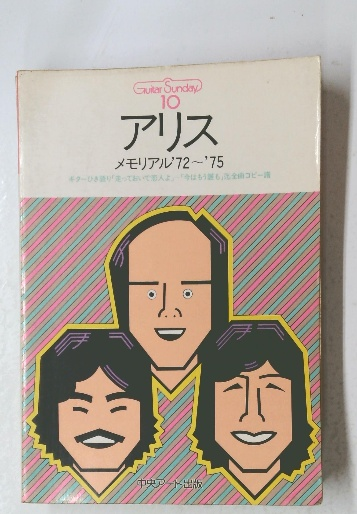 Guitar Sunday
10
アリス
メモリアル'72〜'75
ギターひき語り「走っておいで恋人よ」〜「今はもう誰も」迄全曲コピー譜
中央アート出版